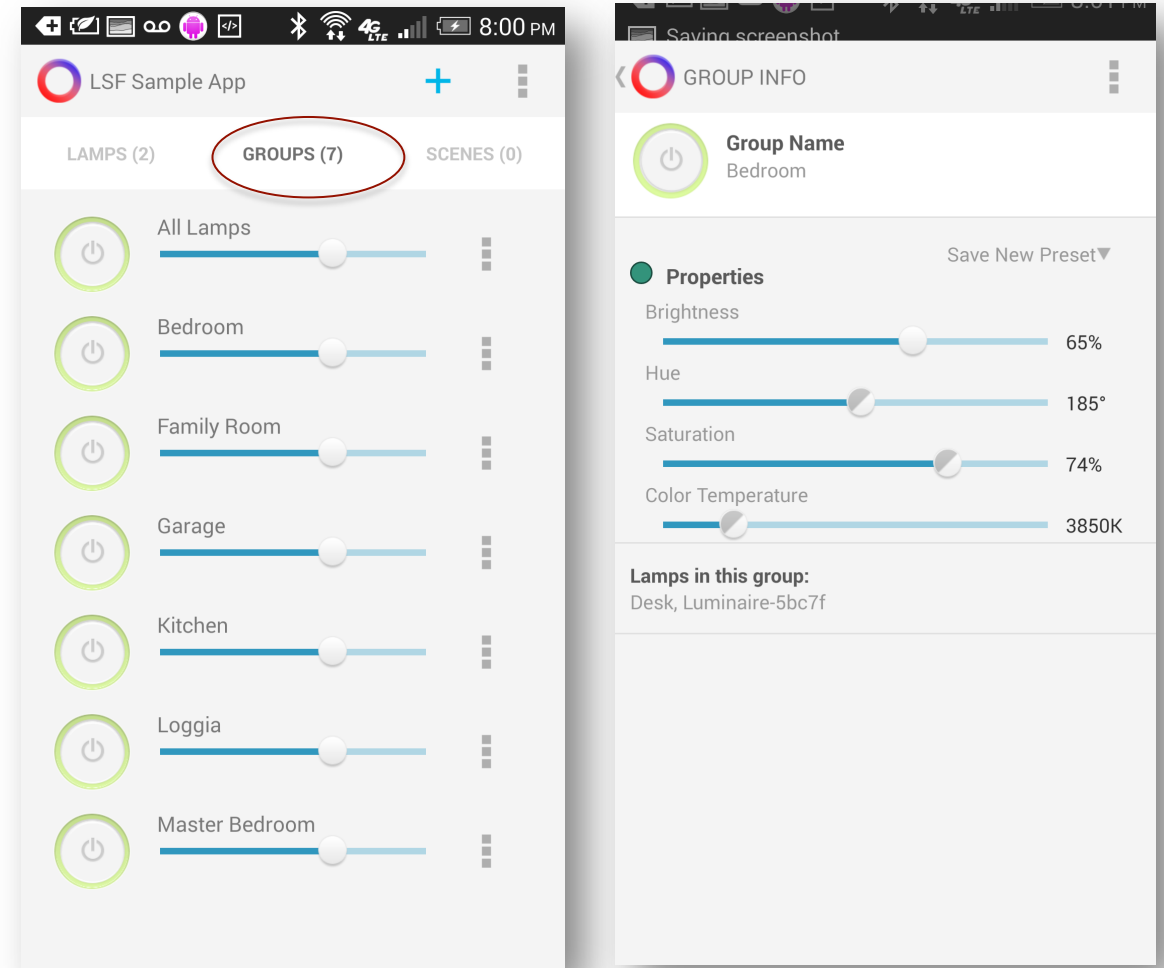 4G LTE 8:00 PM
LSF Sample App
LAMPS (2) GROUPS (7) SCENES (0)
All Lamps
Bedroom
Family Room
Garage
Kitchen
Loggia
Master Bedroom
Saving screenshot
GROUP INFO
Group Name
Bedroom
Save New Preset
Properties
Brightness
65%
Hue
185°
Saturation
74%
Color Temperature
3850K
Lamps in this group:
Desk, Luminaire-5bc7f